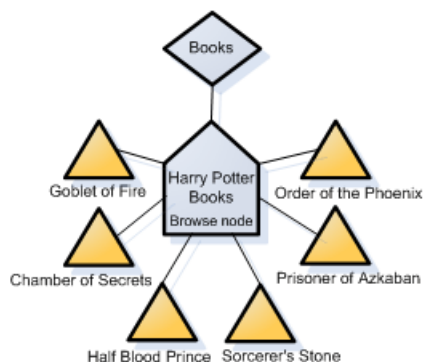 Books
Harry Potter
Books
Browse node
Goblet of Fire
Order of the Phoenix
Chamber of Secrets
Prisoner of Azkaban
Half Blood Prince
Sorcerer's Stone